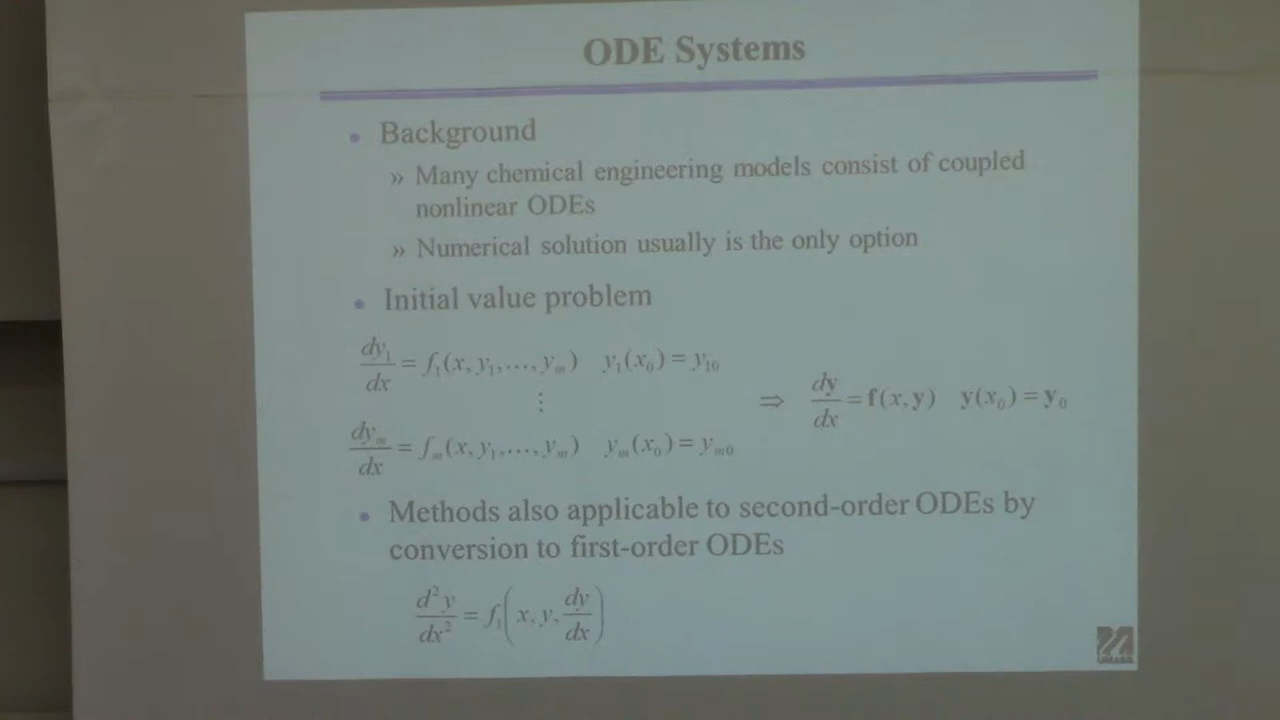 ODE Systems
• Background
» Many chemical engineering models consist of coupled
nonlinear ODEs
» Numerical solution usually is the only option
• Initial value problem
dy₁/dx = f₁(x, y₁,…, yₘ)   y₁(x₀) = y₁₀
⋮
dyₘ/dx = fₘ(x, y₁,…, yₘ)   yₘ(x₀) = yₘ₀
⇒ dy/dx = f(x, y)   y(x₀) = y₀
• Methods also applicable to second-order ODEs by
conversion to first-order ODEs
d²y/dx² = f₁(x, y, dy/dx)